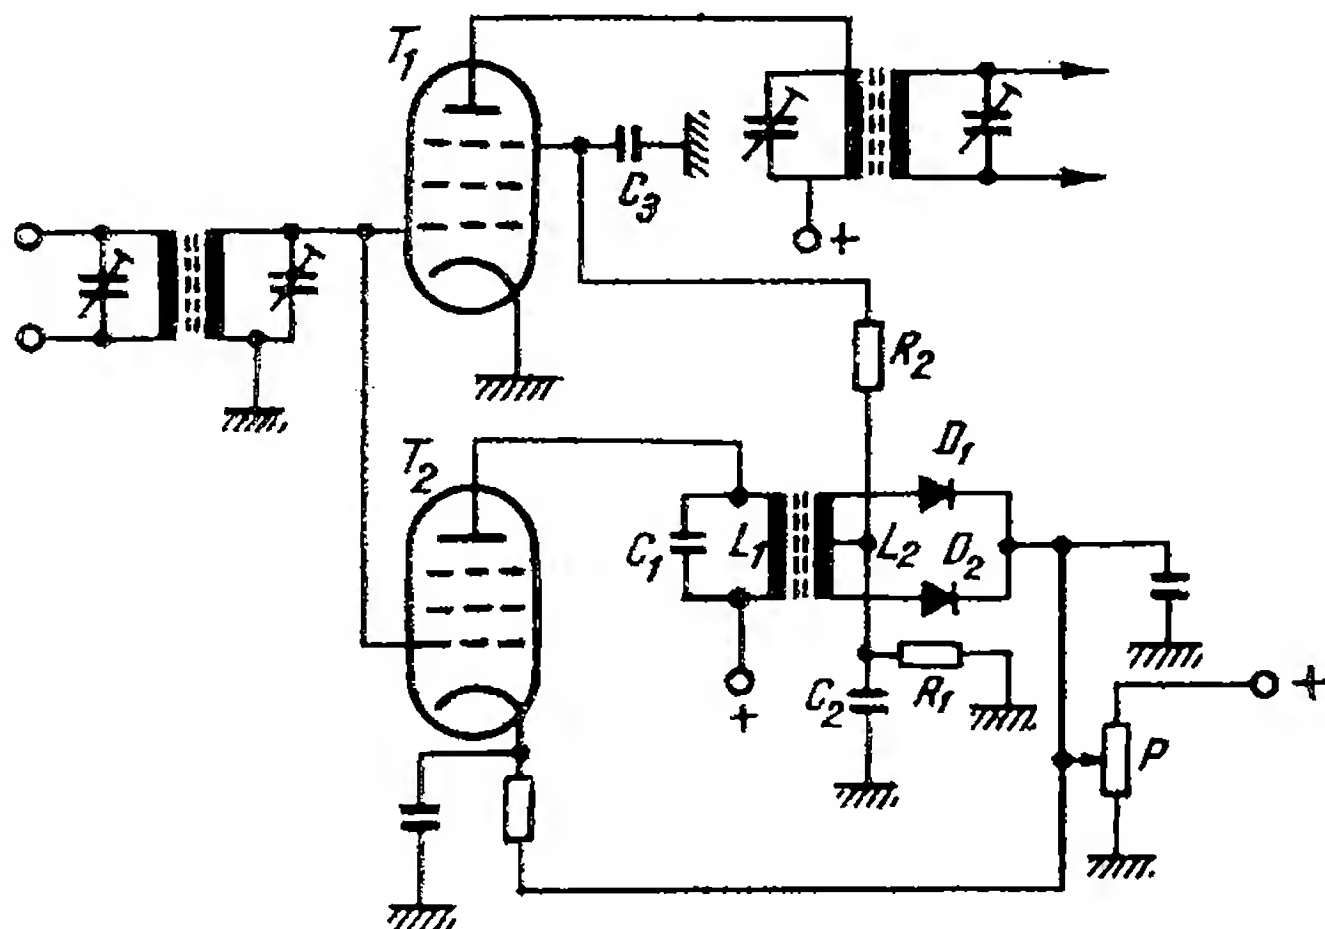 T₁
C₃
+
R₂
T₂
D₁
C₁
L₁
L₂
D₂
+
C₂
R₁
+
P